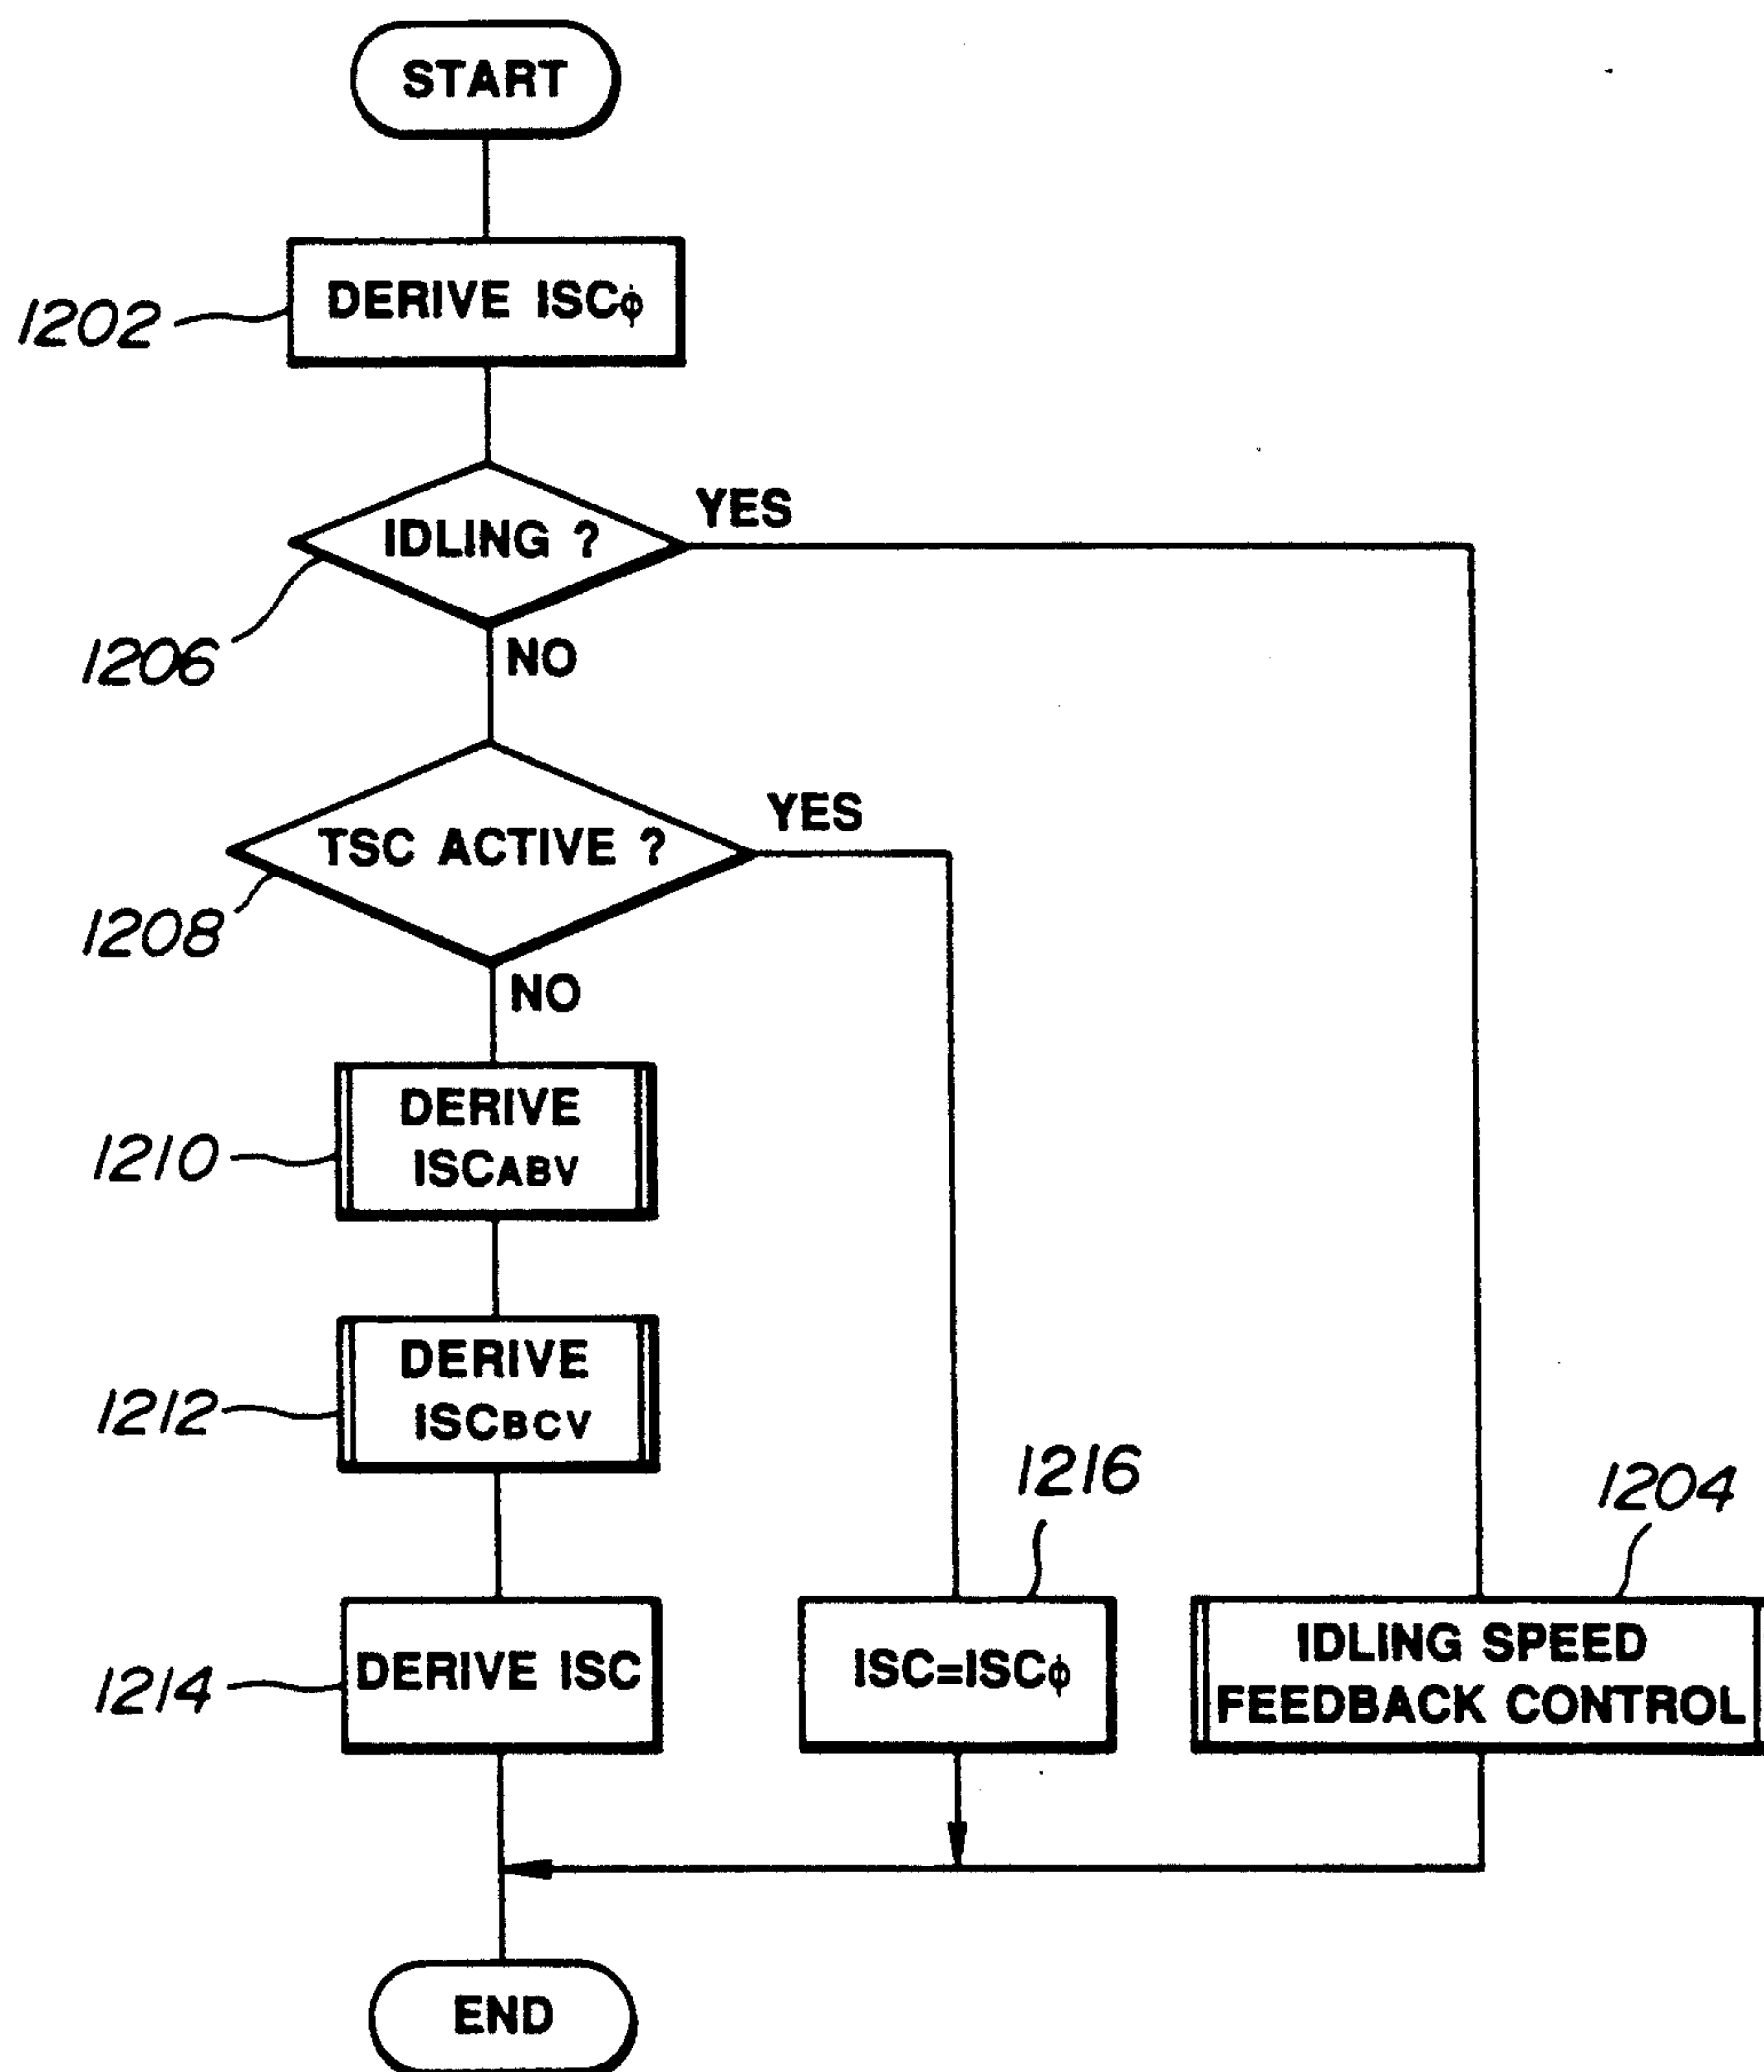 START
1202
DERIVE ISCφ
IDLING ?
YES
1206
NO
TSC ACTIVE ?
YES
1208
NO
1210
DERIVE
ISCABV
1212
DERIVE
ISCBCV
1216
1204
1214
DERIVE ISC
ISC=ISCφ
IDLING SPEED
FEEDBACK CONTROL
END